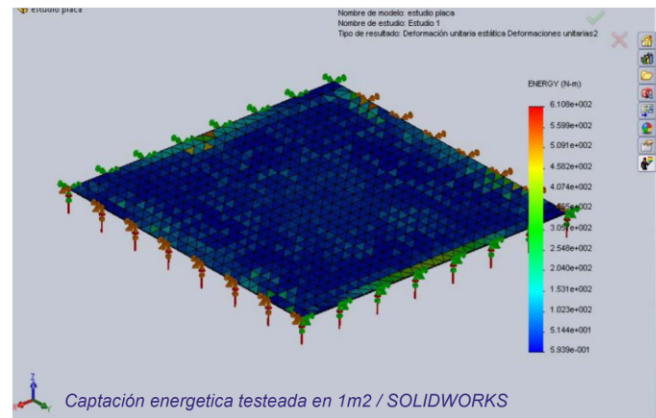 estudio placa
Nombre de modelo: estudio placa
Nombre de estudio: Estudio 1
Tipo de resultado: Deformación unitaria estática Deformaciones unitarias2
ENERGY (N-m)
6.108e+002
5.599e+002
5.091e+002
4.582e+002
4.074e+002
3.057e+002
2.548e+002
2.040e+002
1.531e+002
1.023e+002
5.144e+001
5.939e-001
Z
Captación energetica testeada en 1m2 / SOLIDWORKS